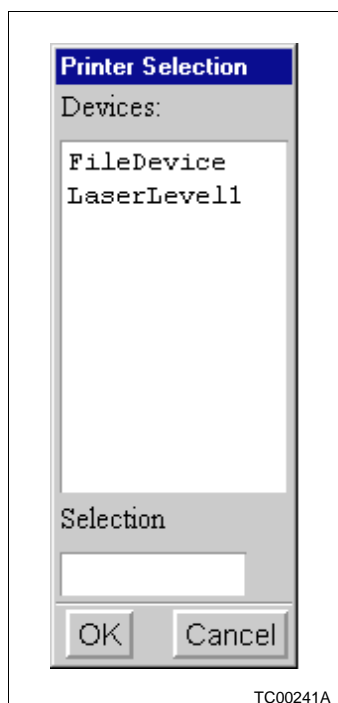 Printer Selection
Devices:
FileDevice
LaserLevel1
Selection
OK Cancel
TC00241A